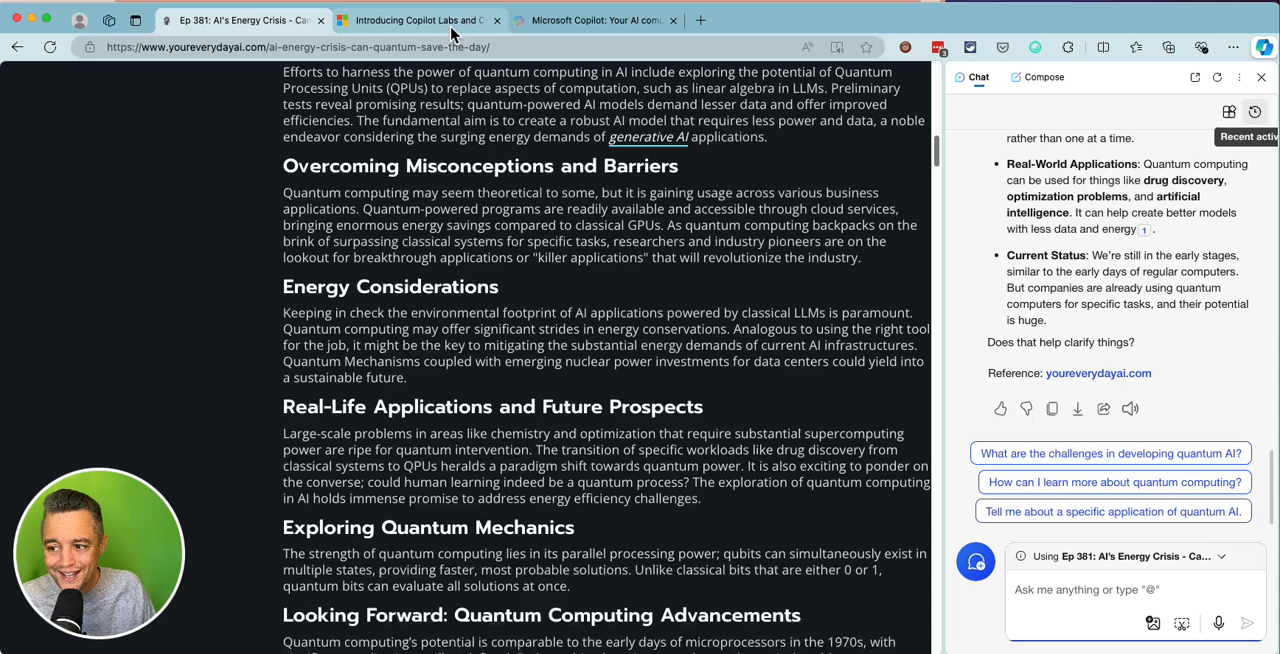 Ep 381: AI's Energy Crisis - Ca
Introducing Copilot Labs and C
Microsoft Copilot: Your AI comp
https://www.youreverydayai.com/ai-energy-crisis-can-quantum-save-the-day/
3
Efforts to harness the power of quantum computing in AI include exploring the potential of Quantum
Processing Units (QPUs) to replace aspects of computation, such as linear algebra in LLMs. Preliminary
tests reveal promising results; quantum-powered AI models demand lesser data and offer improved
efficiencies. The fundamental aim is to create a robust AI model that requires less power and data, a noble
endeavor considering the surging energy demands of generative AI applications.
Overcoming Misconceptions and Barriers
Quantum computing may seem theoretical to some, but it is gaining usage across various business
applications. Quantum-powered programs are readily available and accessible through cloud services,
bringing enormous energy savings compared to classical GPUs. As quantum computing backpacks on the
brink of surpassing classical systems for specific tasks, researchers and industry pioneers are on the
lookout for breakthrough applications or "killer applications" that will revolutionize the industry.
Energy Considerations
Keeping in check the environmental footprint of AI applications powered by classical LLMs is paramount.
Quantum computing may offer significant strides in energy conservations. Analogous to using the right tool
for the job, it might be the key to mitigating the substantial energy demands of current AI infrastructures.
Quantum Mechanisms coupled with emerging nuclear power investments for data centers could yield into
a sustainable future.
Real-Life Applications and Future Prospects
Large-scale problems in areas like chemistry and optimization that require substantial supercomputing
power are ripe for quantum intervention. The transition of specific workloads like drug discovery from
classical systems to QPUs heralds a paradigm shift towards quantum power. It is also exciting to ponder on
the converse; could human learning indeed be a quantum process? The exploration of quantum computing
in AI holds immense promise to address energy efficiency challenges.
Exploring Quantum Mechanics
The strength of quantum computing lies in its parallel processing power; qubits can simultaneously exist in
multiple states, providing faster, most probable solutions. Unlike classical bits that are either 0 or 1,
quantum bits can evaluate all solutions at once.
Looking Forward: Quantum Computing Advancements
Quantum computing's potential is comparable to the early days of microprocessors in the 1970s, with
Chat
Compose
Recent activ
rather than one at a time.
• Real-World Applications: Quantum computing
can be used for things like drug discovery,
optimization problems, and artificial
intelligence. It can help create better models
with less data and energy 1 .
• Current Status: We're still in the early stages,
similar to the early days of regular computers.
But companies are already using quantum
computers for specific tasks, and their potential
is huge.
Does that help clarify things?
Reference: youreverydayai.com
What are the challenges in developing quantum AI?
How can I learn more about quantum computing?
Tell me about a specific application of quantum AI.
Using Ep 381: AI's Energy Crisis - Ca...
Ask me anything or type "@"